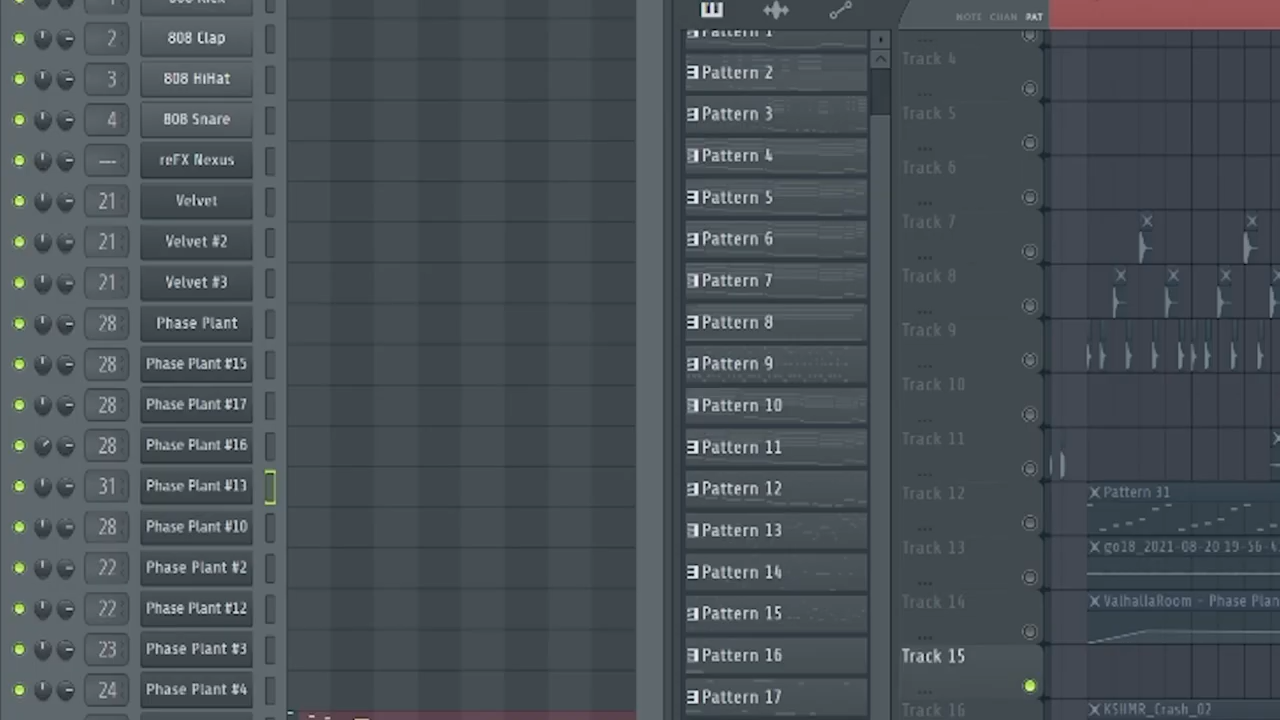 1 808 Kick
2 808 Clap
3 808 HiHat
4 808 Snare
--- reFX Nexus
21 Velvet
21 Velvet #2
21 Velvet #3
28 Phase Plant
28 Phase Plant #15
28 Phase Plant #17
28 Phase Plant #16
31 Phase Plant #13
28 Phase Plant #10
22 Phase Plant #2
22 Phase Plant #12
23 Phase Plant #3
24 Phase Plant #4
Pattern 1
Pattern 2
Pattern 3
Pattern 4
Pattern 5
Pattern 6
Pattern 7
Pattern 8
Pattern 9
Pattern 10
Pattern 11
Pattern 12
Pattern 13
Pattern 14
Pattern 15
Pattern 16
Pattern 17
NOTE CHAN PAT
Track 4
Track 5
Track 6
Track 7
Track 8
Track 9
Track 10
Track 11
Track 12
Track 13
Track 14
Track 15
Track 16
Pattern 31
go18_2021-08-20 19-56-
ValhallaRoom - Phase Plan
KSHMR_Crash_02